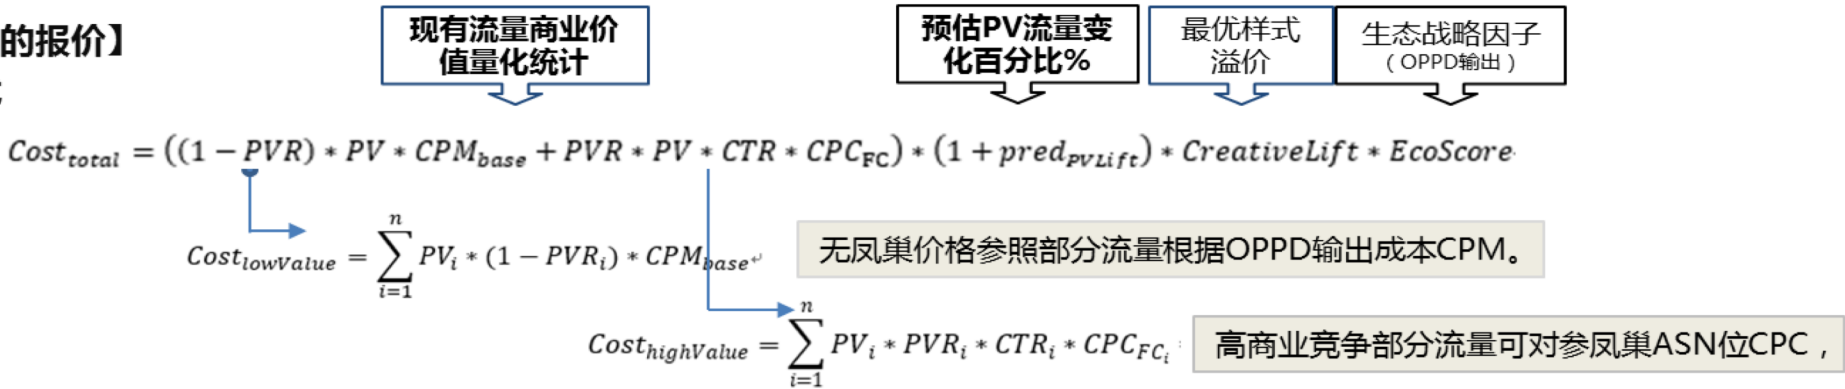 的报价】
现有流量商业价
值量化统计
预估PV流量变
化百分比%
最优样式
溢价
生态战略因子
（OPPD输出）
Cost_total = ((1 − PVR) * PV * CPM_base + PVR * PV * CTR * CPC_FC) * (1 + pred_PVLift) * CreativeLift * EcoScore
Cost_lowValue = ∑_{i=1}^{n} PV_i * (1 − PVR_i) * CPM_base
无凤巢价格参照部分流量根据OPPD输出成本CPM。
Cost_highValue = ∑_{i=1}^{n} PV_i * PVR_i * CTR_i * CPC_{FC_i}
高商业竞争部分流量可对参凤巢ASN位CPC，